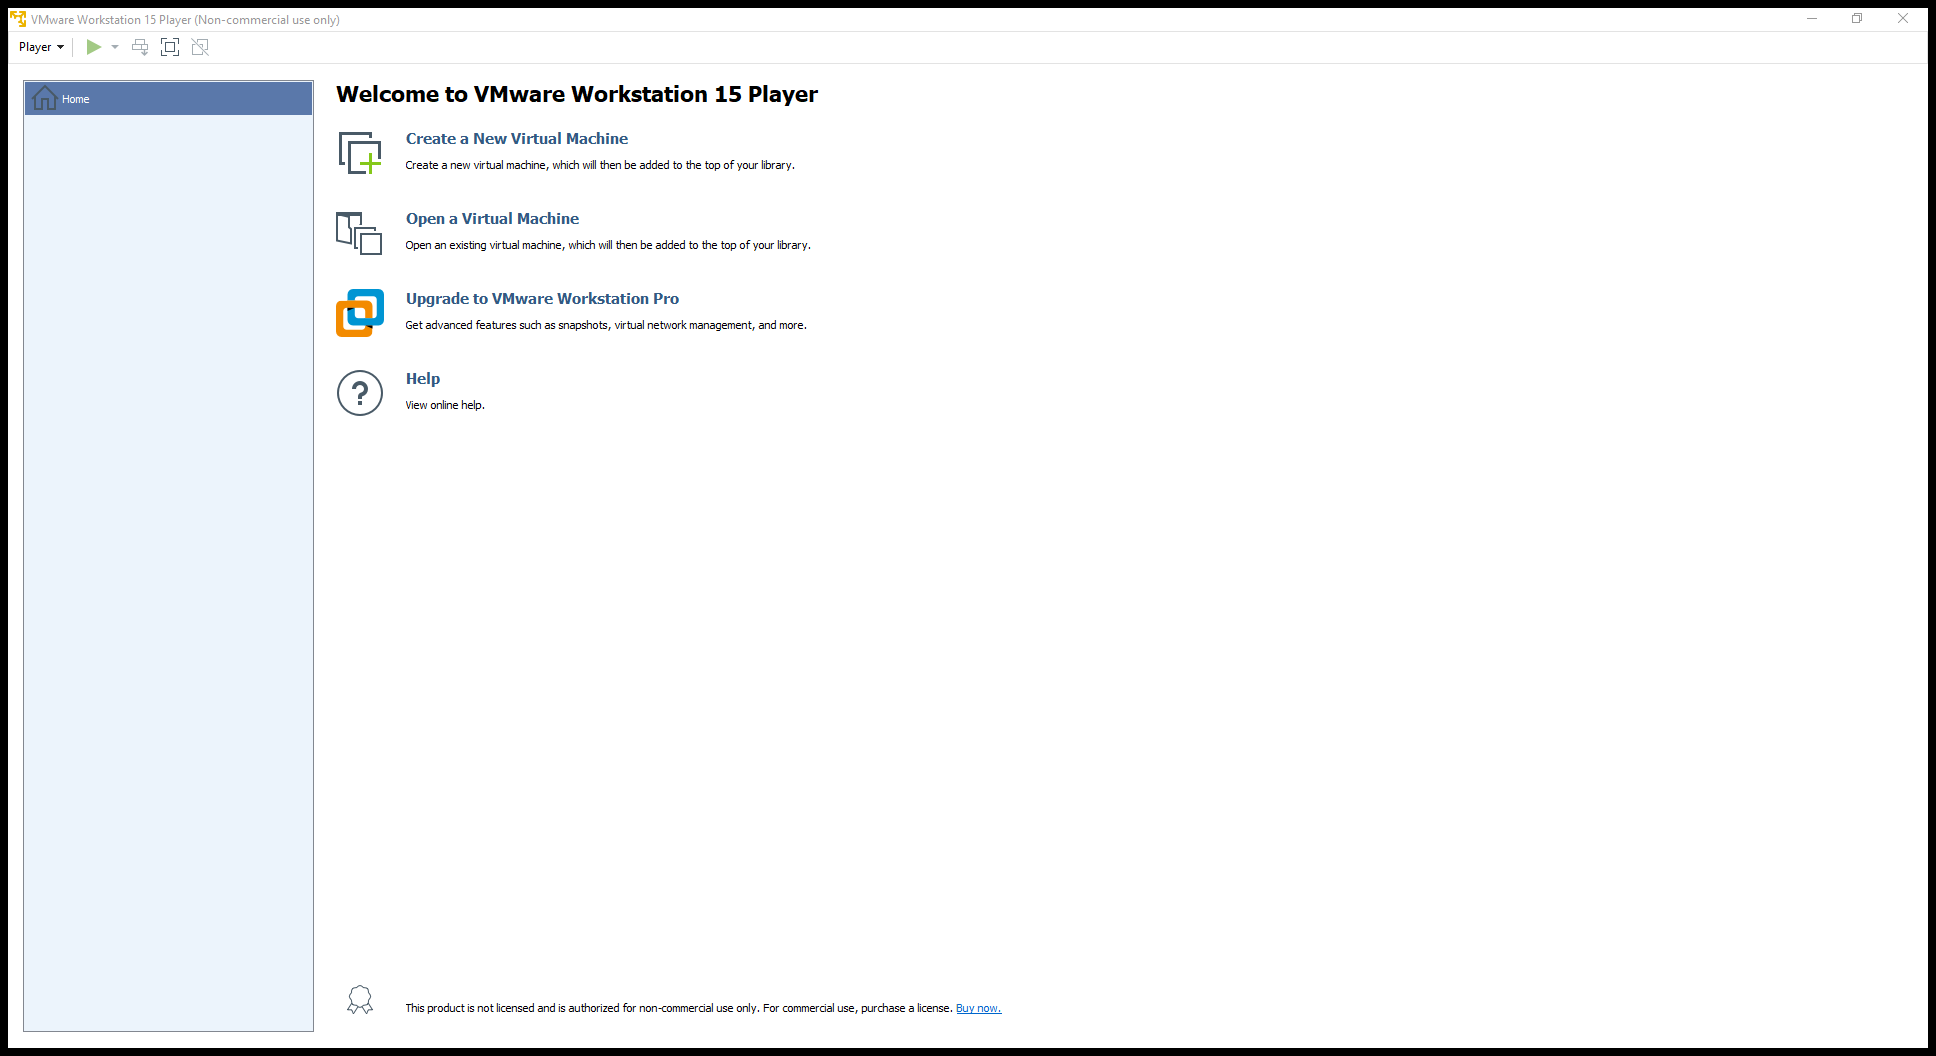 VMware Workstation 15 Player (Non-commercial use only)
Player
Home
Welcome to VMware Workstation 15 Player
Create a New Virtual Machine
Create a new virtual machine, which will then be added to the top of your library.
Open a Virtual Machine
Open an existing virtual machine, which will then be added to the top of your library.
Upgrade to VMware Workstation Pro
Get advanced features such as snapshots, virtual network management, and more.
?
Help
View online help.
This product is not licensed and is authorized for non-commercial use only. For commercial use, purchase a license. Buy now.